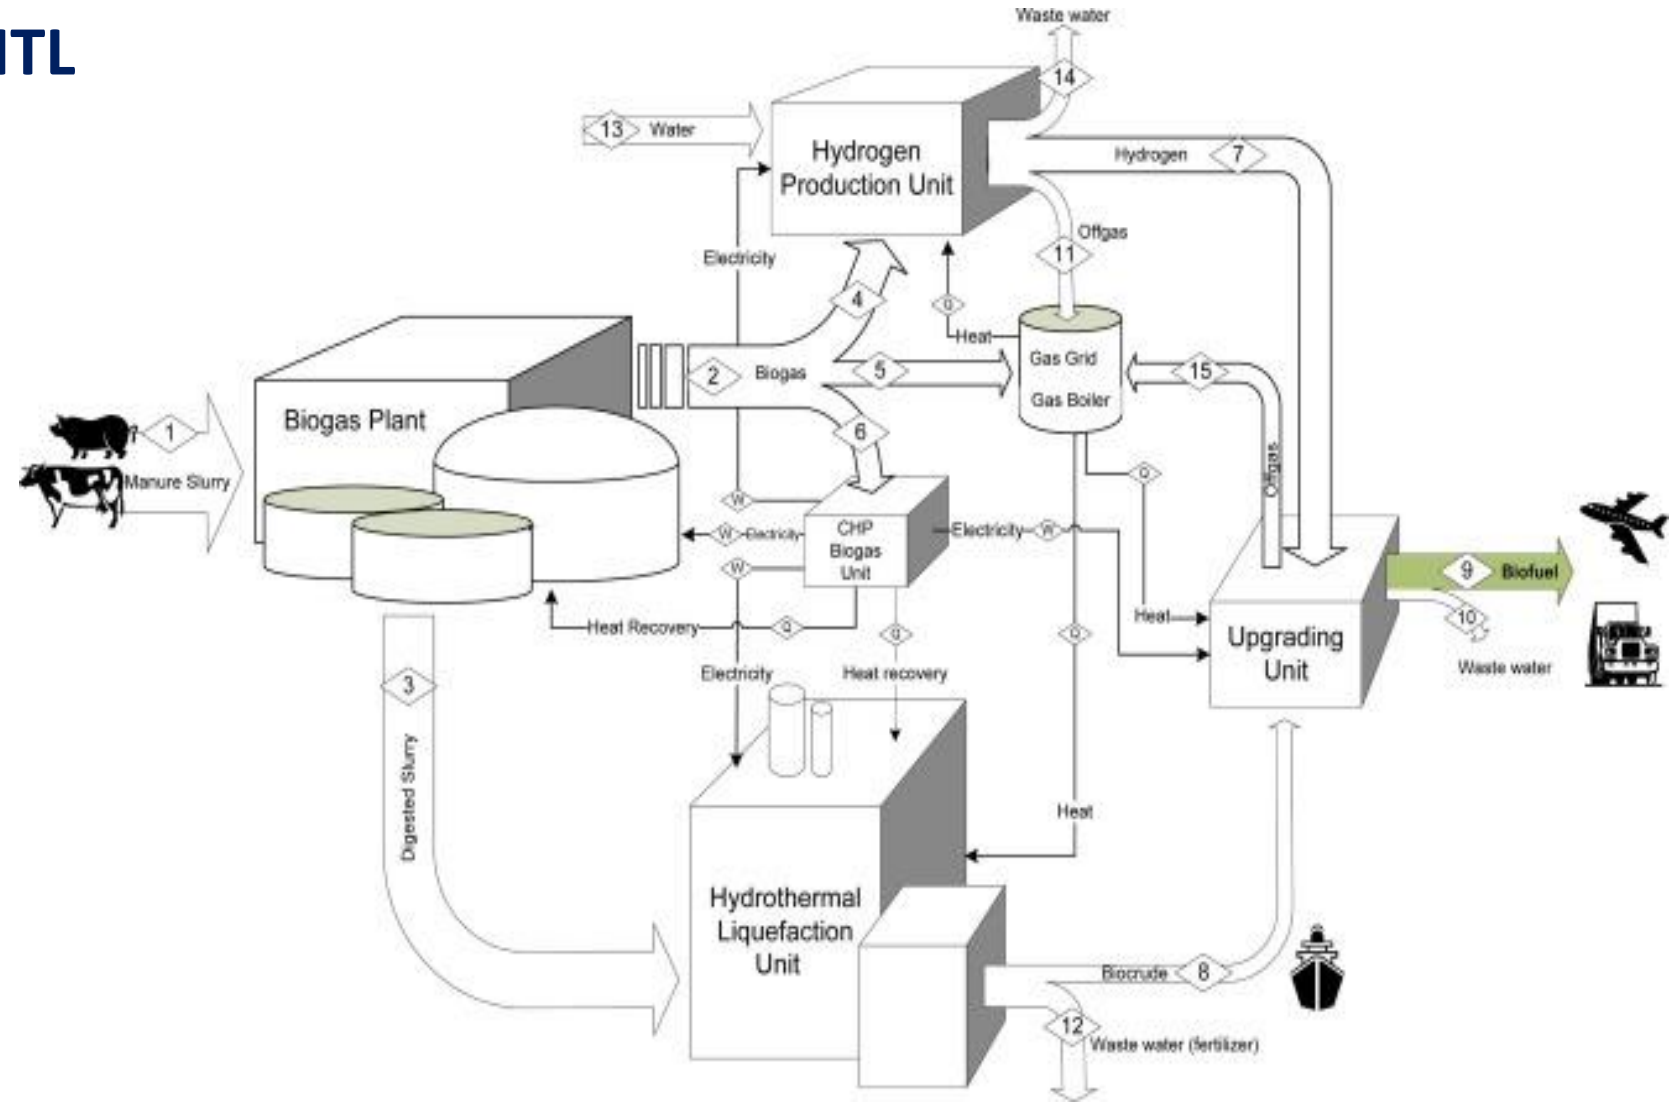 ITL
Waste water
14
13 Water
Hydrogen
Production Unit
Hydrogen 7
Offgas
11
Electricity
4
Q
Heat
Gas Grid
Gas Boiler
2 Biogas 5
15
6
Biogas Plant
1
Manure Slurry
Q
Offgas
W
CHP
Biogas
Unit
W Electricity
Electricity W
W
9 Biofuel
10
Waste water
Heat
Upgrading
Unit
Heat Recovery Q
Q
Q
3
Electricity
Heat recovery
Digested Slurry
Heat
Hydrothermal
Liquefaction
Unit
Biocrude 8
12
Waste water (fertilizer)